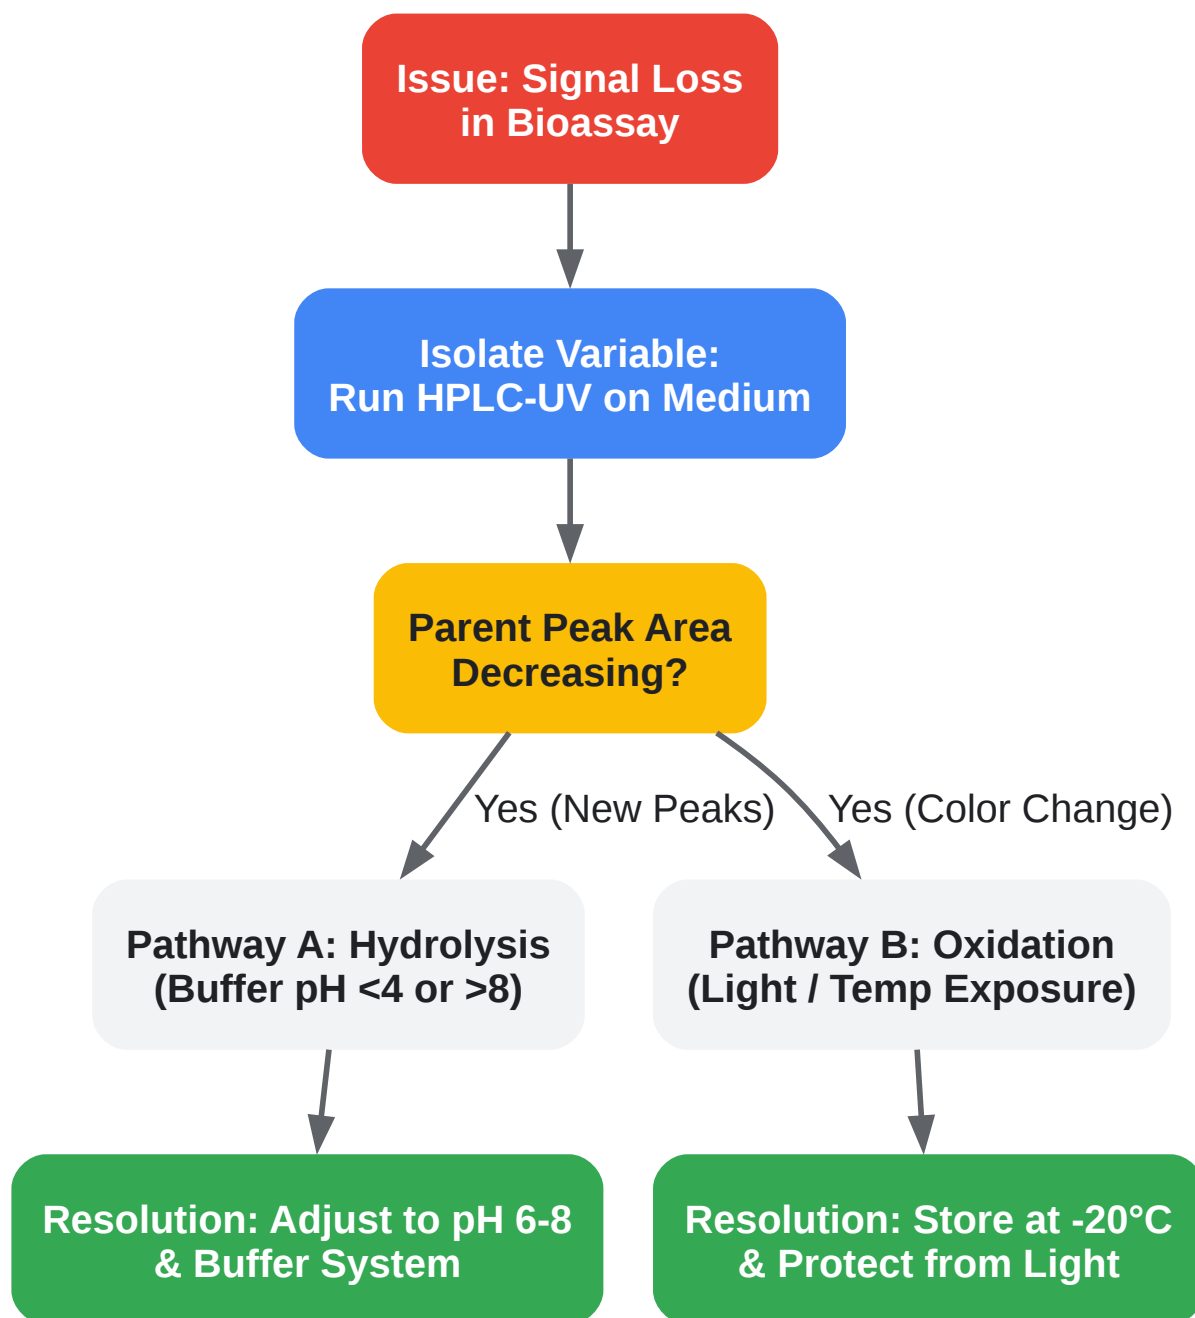 Issue: Signal Loss
in Bioassay
Isolate Variable:
Run HPLC-UV on Medium
Parent Peak Area
Decreasing?
Yes (New Peaks)
Yes (Color Change)
Pathway A: Hydrolysis
(Buffer pH <4 or >8)
Pathway B: Oxidation
(Light / Temp Exposure)
Resolution: Adjust to pH 6-8
& Buffer System
Resolution: Store at -20°C
& Protect from Light